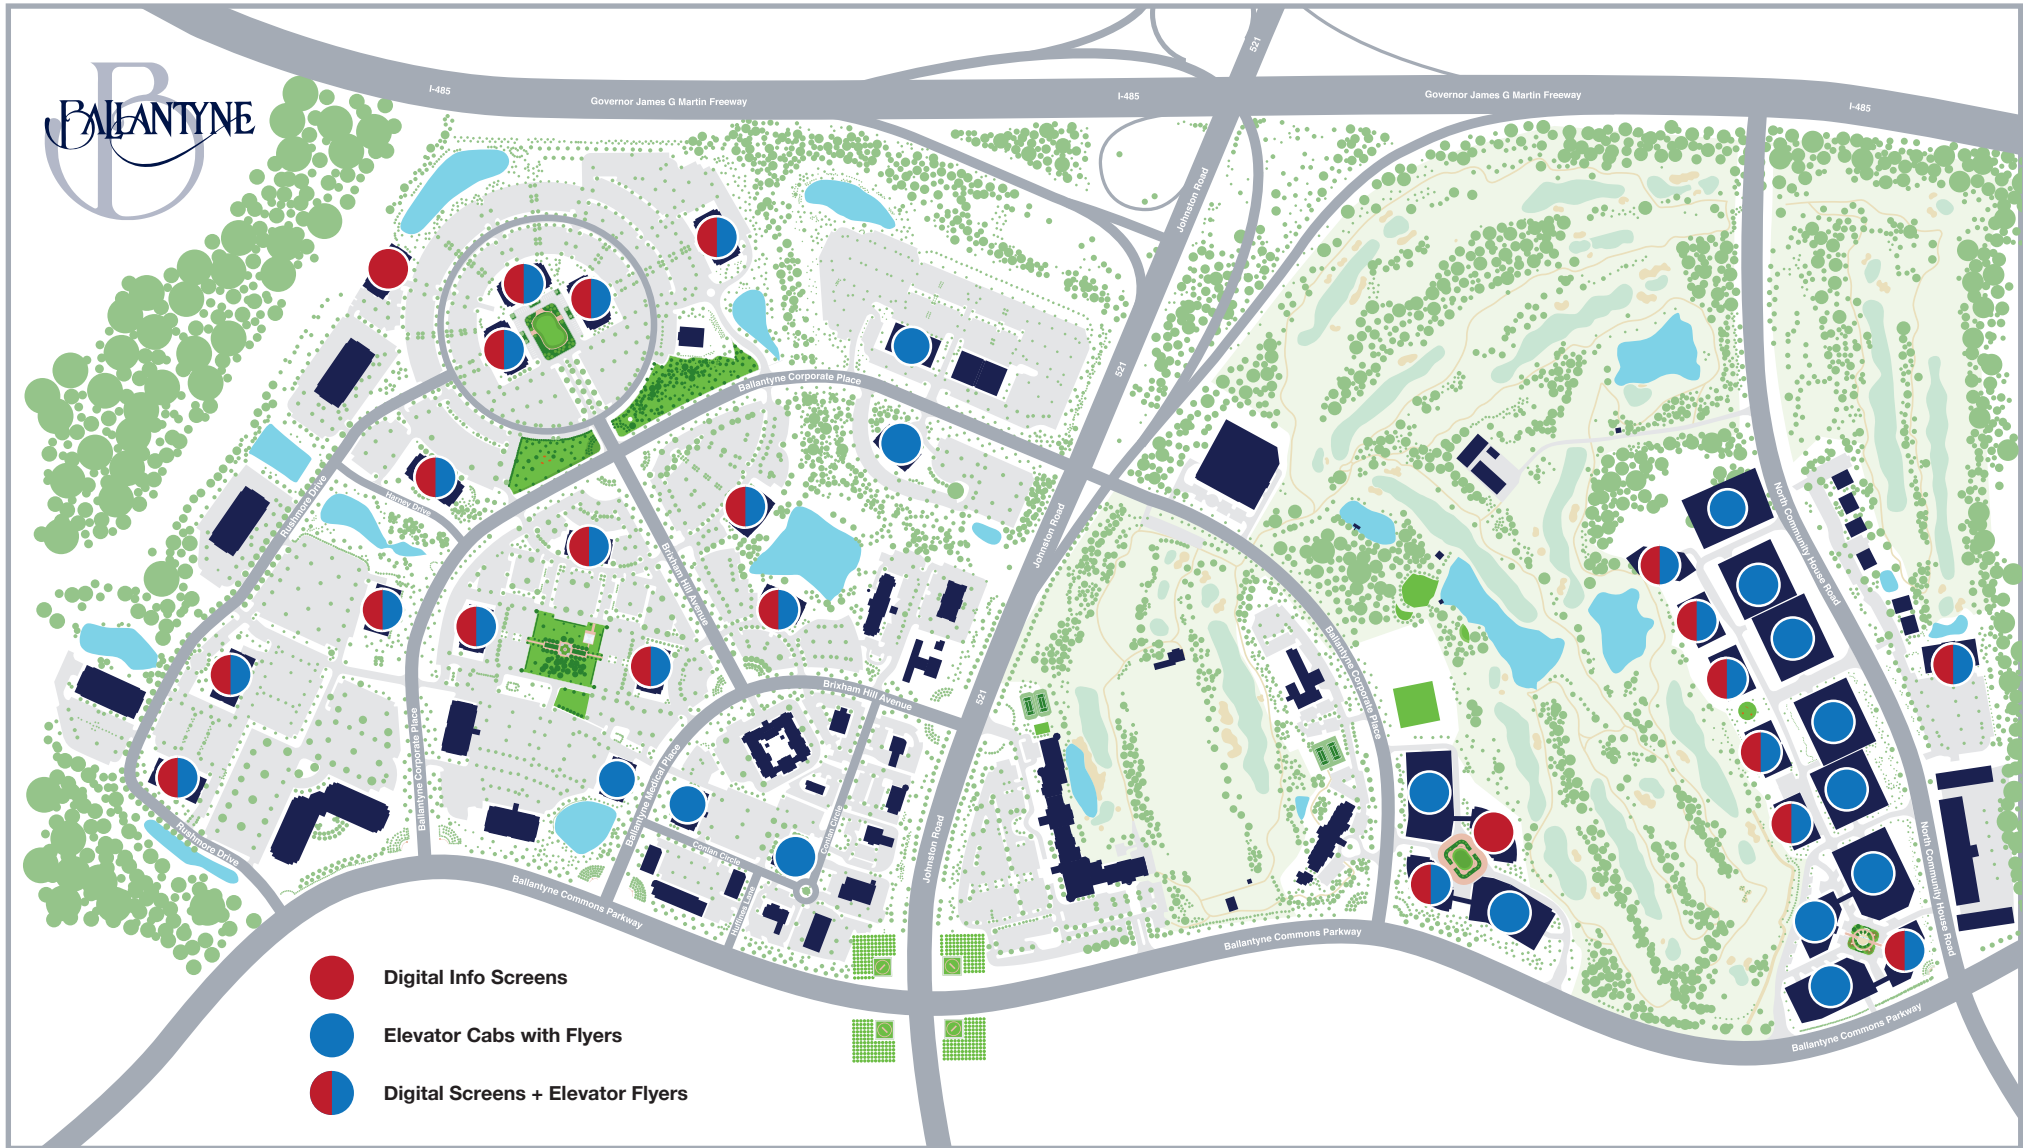 521
I-485
Governor James G Martin Freeway
I-485
Governor James G Martin Freeway
I-485
BALLANTYNE
Johnston Road
521
Ballantyne Corporate Place
Rushmore Drive
Harney Drive
Johnston Road
Brixham Hill Avenue
North Community House Road
Ballantyne Corporate Place
Brixham Hill Avenue
521
Ballantyne Corporate Place
Ballantyne Medical Place
Rushmore Drive
Conlan Circle
Conlan Circle
Johnston Road
North Community House Road
Huffines Lane
Ballantyne Commons Parkway
Ballantyne Commons Parkway
Ballantyne Commons Parkway
Digital Info Screens
Elevator Cabs with Flyers
Digital Screens + Elevator Flyers